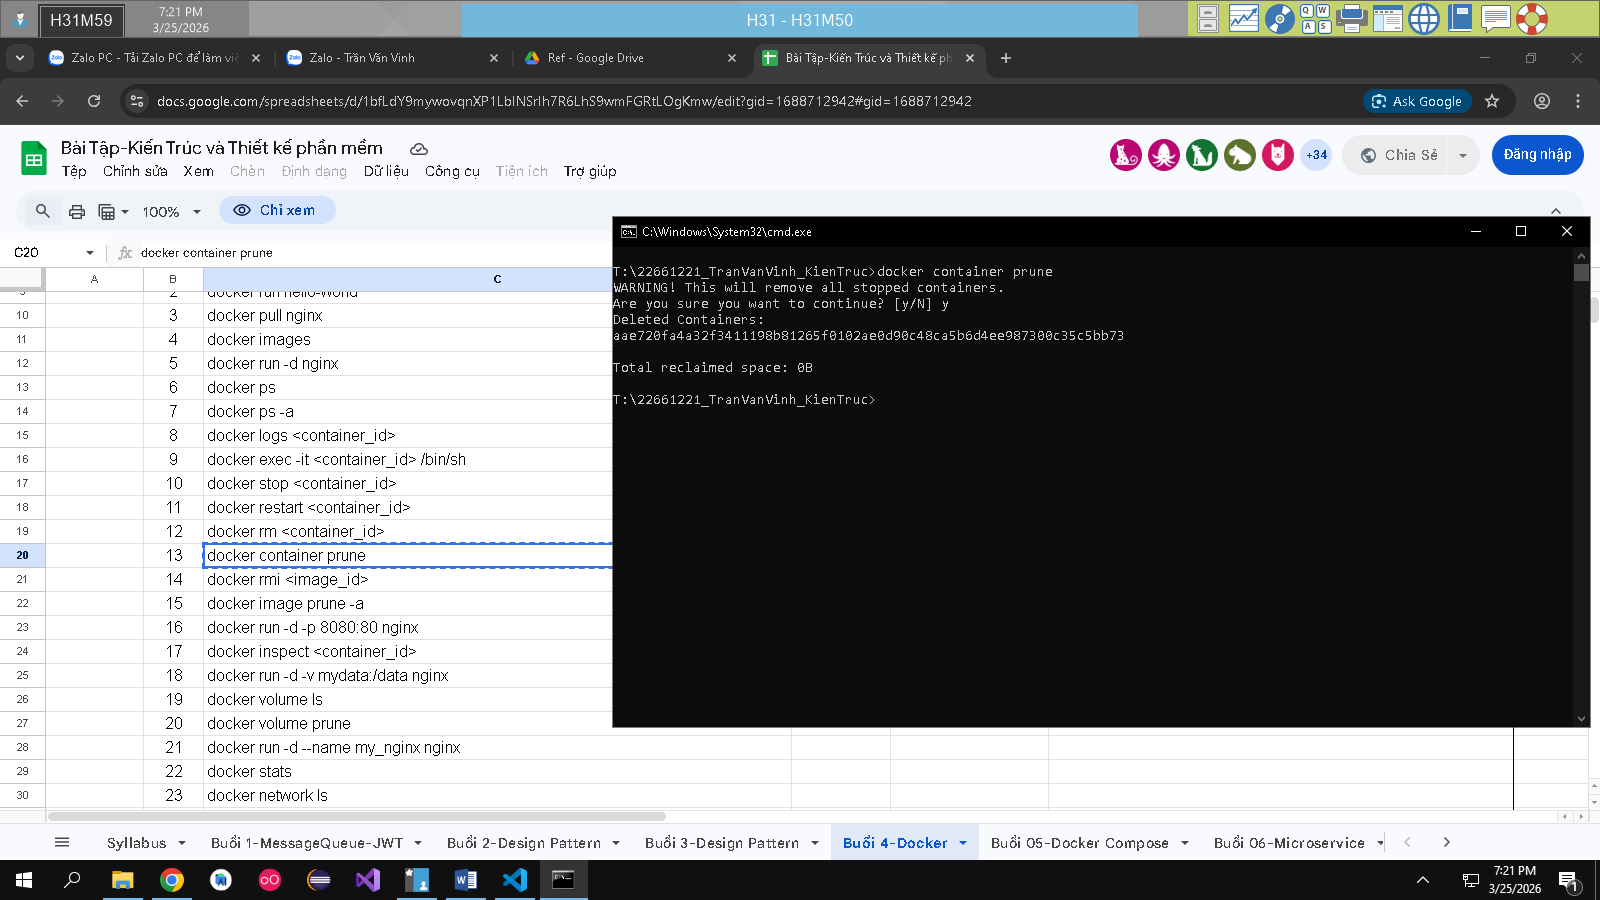 H31M59
7:21 PM
3/25/2026
H31 - H31M50
Q W
A S
Zalo PC - Tải Zalo PC để làm việ
Zalo - Trần Văn Vinh
Ref - Google Drive
Bài Tập-Kiến Trúc và Thiết kế ph
docs.google.com/spreadsheets/d/1bfLdY9mywovqnXP1LbINSrIh7R6LhS9wmFGRtLOgKmw/edit?gid=1688712942#gid=1688712942
Ask Google
Bài Tập-Kiến Trúc và Thiết kế phần mềm
Tệp Chỉnh sửa Xem Chèn Định dạng Dữ liệu Công cụ Tiện ích Trợ giúp
+34
Chia Sẻ
Đăng nhập
100%
Chỉ xem
C20
fx docker container prune
A B C
9 2 docker run hello-world
10 3 docker pull nginx
11 4 docker images
12 5 docker run -d nginx
13 6 docker ps
14 7 docker ps -a
15 8 docker logs <container_id>
16 9 docker exec -it <container_id> /bin/sh
17 10 docker stop <container_id>
18 11 docker restart <container_id>
19 12 docker rm <container_id>
20 13 docker container prune
21 14 docker rmi <image_id>
22 15 docker image prune -a
23 16 docker run -d -p 8080:80 nginx
24 17 docker inspect <container_id>
25 18 docker run -d -v mydata:/data nginx
26 19 docker volume ls
27 20 docker volume prune
28 21 docker run -d --name my_nginx nginx
29 22 docker stats
30 23 docker network ls
C:\Windows\System32\cmd.exe
T:\22661221_TranVanVinh_KienTruc>docker container prune
WARNING! This will remove all stopped containers.
Are you sure you want to continue? [y/N] y
Deleted Containers:
aae720fa4a32f3411198b81265f0102ae0d90c48ca5b6d4ee987300c35c5bb73
Total reclaimed space: 0B
T:\22661221_TranVanVinh_KienTruc>
Syllabus
Buổi 1-MessageQueue-JWT
Buổi 2-Design Pattern
Buổi 3-Design Pattern
Buổi 4-Docker
Buổi 05-Docker Compose
Buổi 06-Microservice
7:21 PM
3/25/2026
1